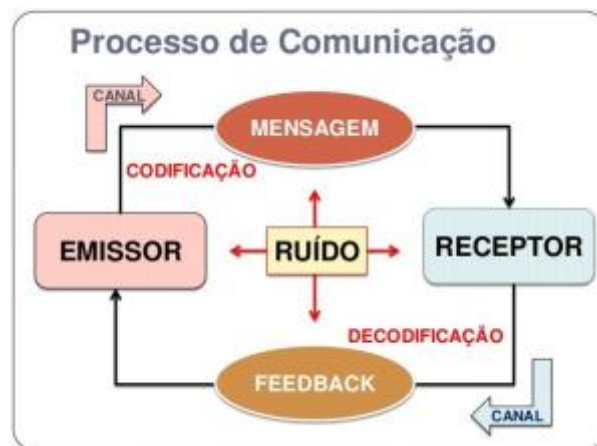 Processo de Comunicação
CANAL
MENSAGEM
CODIFICAÇÃO
EMISSOR
RUÍDO
RECEPTOR
DECODIFICAÇÃO
FEEDBACK
CANAL